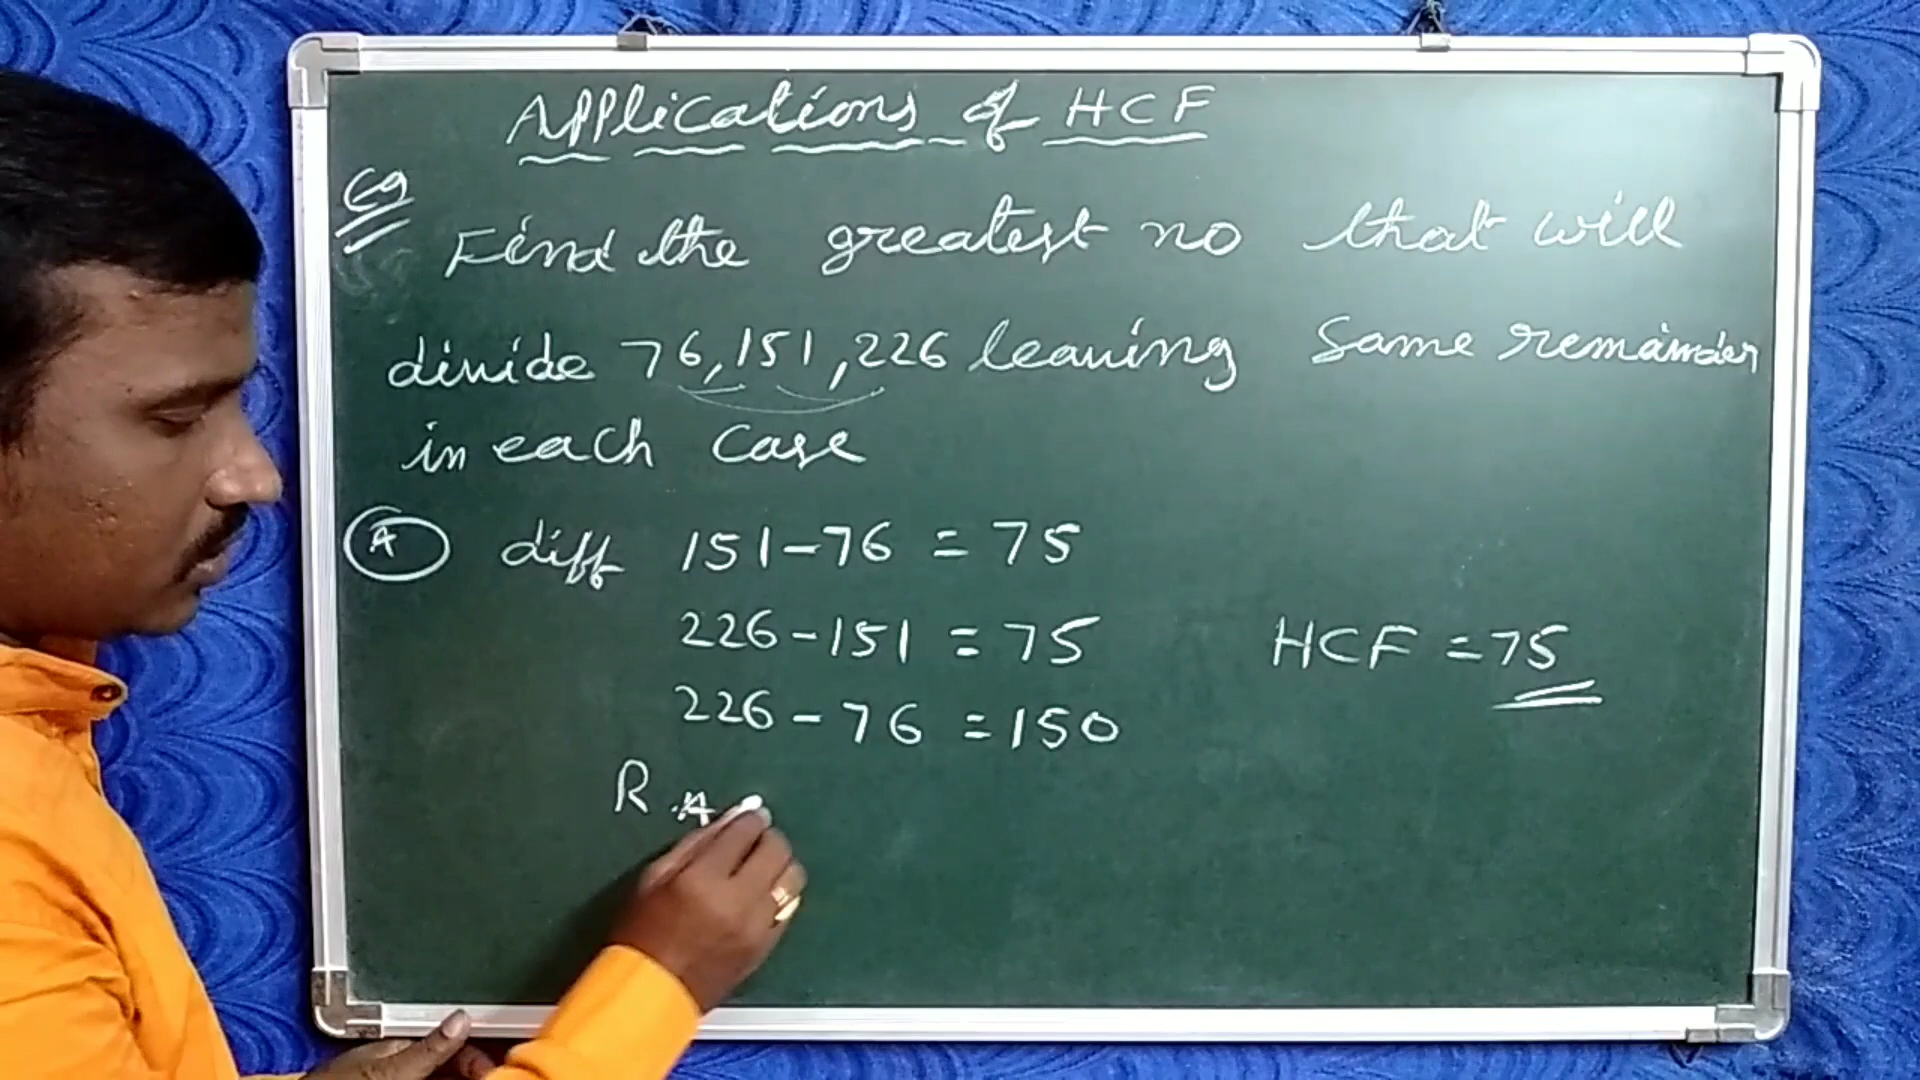 Applications of HCF
Eg
Find the greatest no that will
divide 76,151,226 leaving Same remainder
in each case
A diff 151-76 = 75
226-151 = 75
HCF = 75
226-76 = 150
R